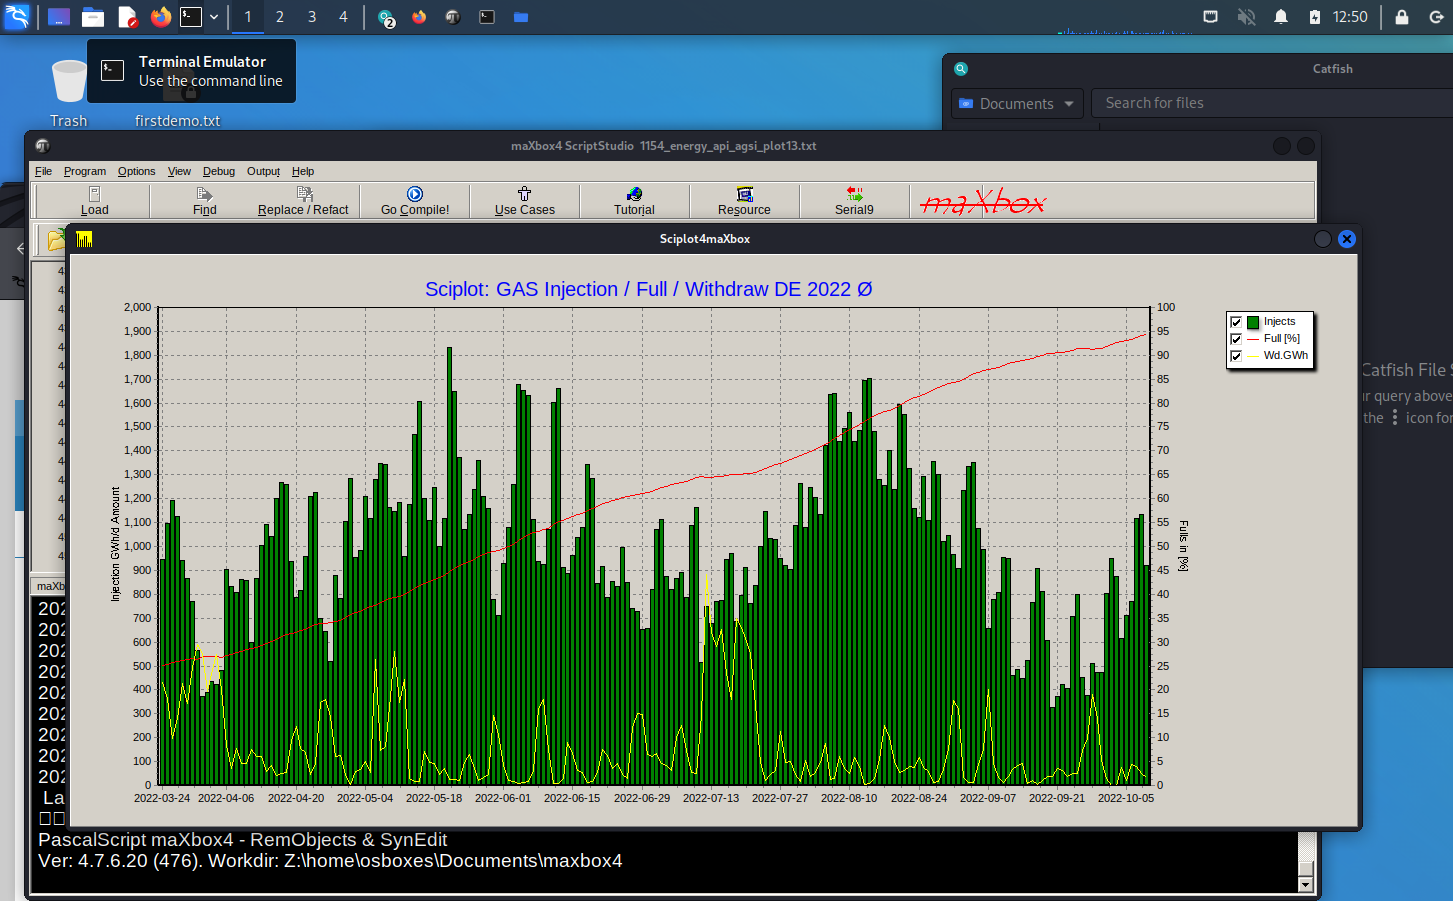 1 2 3 4
2
12:50
Terminal Emulator
Use the command line
Trash
firstdemo.txt
Catfish
Documents
Search for files
maXbox4 ScriptStudio 1154_energy_api_agsi_plot13.txt
File Program Options View Debug Output Help
Load Find Replace / Refact Go Compile! Use Cases Tutorial Resource Serial9
maXbox
Sciplot4maXbox
Sciplot: GAS Injection / Full / Withdraw DE 2022 Ø
2,000
1,900
1,800
1,700
1,600
1,500
1,400
1,300
1,200
1,100
1,000
900
800
700
600
500
400
300
200
100
0
Injection GWh/d Amount
100
95
90
85
80
75
70
65
60
55
50
45
40
35
30
25
20
15
10
5
0
Fulls in [%]
2022-03-24 2022-04-06 2022-04-20 2022-05-04 2022-05-18 2022-06-01 2022-06-15 2022-06-29 2022-07-13 2022-07-27 2022-08-10 2022-08-24 2022-09-07 2022-09-21 2022-10-05
Injects
Full [%]
Wd.GWh
Catfish File S
ur query above
the icon for
maXb
202
202
202
202
202
202
202
202
202
La
PascalScript maXbox4 - RemObjects & SynEdit
Ver: 4.7.6.20 (476). Workdir: Z:\home\osboxes\Documents\maxbox4